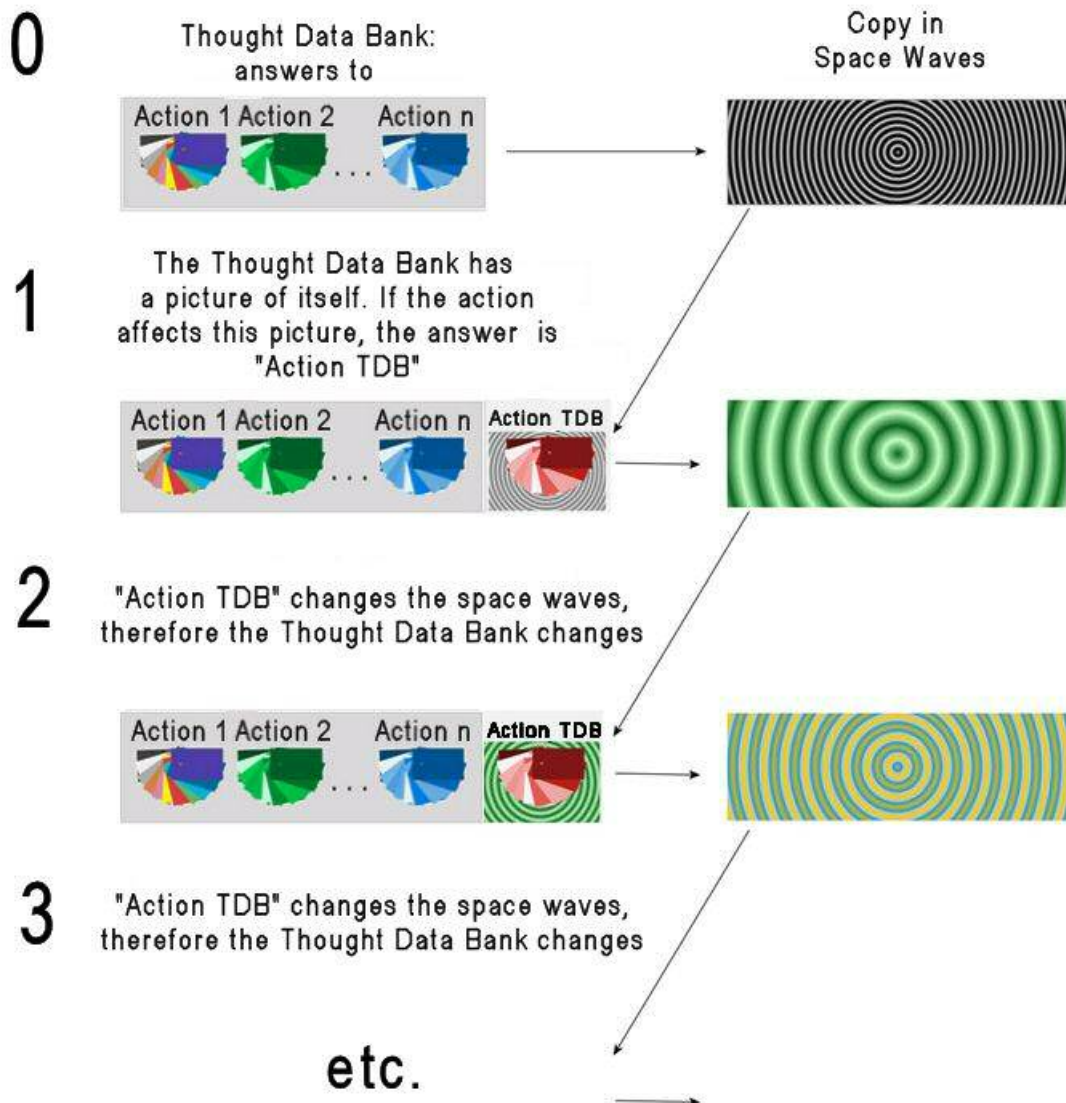 0
Thought Data Bank:
answers to
Copy in
Space Waves
Action 1 Action 2 Action n
...
1
The Thought Data Bank has
a picture of itself. If the action
affects this picture, the answer is
"Action TDB"
Action 1 Action 2 Action n Action TDB
...
2
"Action TDB" changes the space waves,
therefore the Thought Data Bank changes
Action 1 Action 2 Action n Action TDB
...
3
"Action TDB" changes the space waves,
therefore the Thought Data Bank changes
etc.